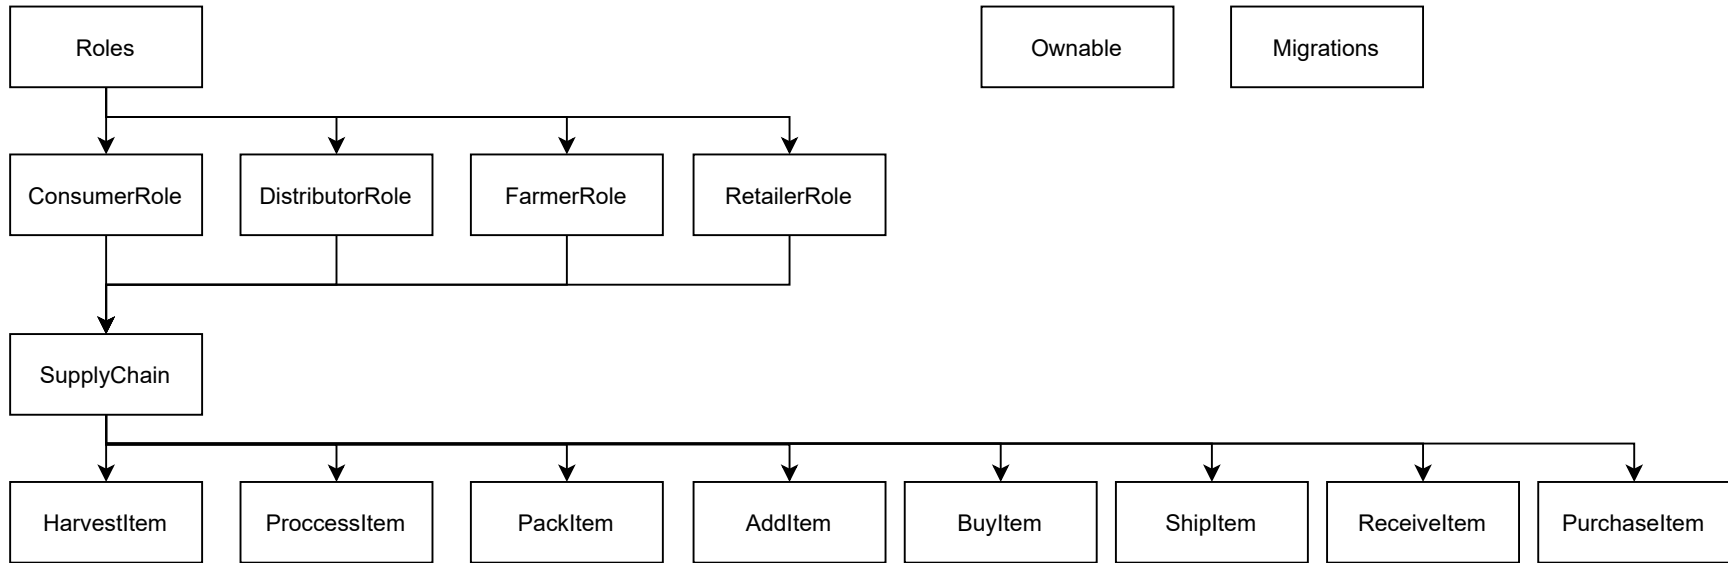 Roles
Ownable
Migrations
ConsumerRole
DistributorRole
FarmerRole
RetailerRole
SupplyChain
HarvestItem
ProccessItem
PackItem
AddItem
BuyItem
ShipItem
ReceiveItem
PurchaseItem